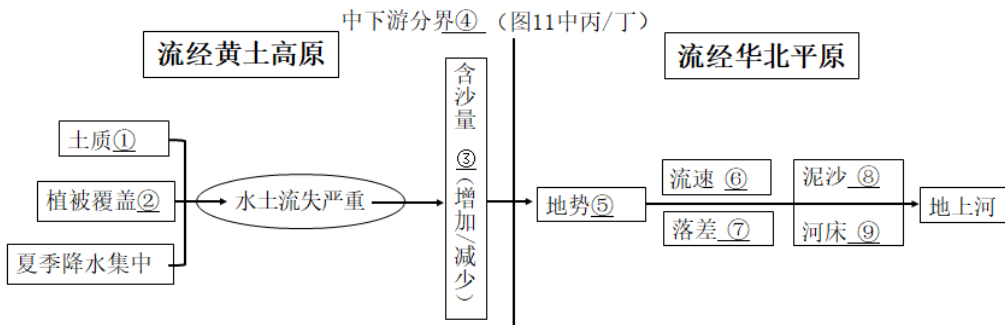 中下游分界④（图11中丙/丁）
流经黄土高原
流经华北平原
土质①
植被覆盖②
夏季降水集中
水土流失严重
含沙量 ③（增加/减少）
地势⑤
流速 ⑥
落差 ⑦
泥沙 ⑧
河床 ⑨
地上河